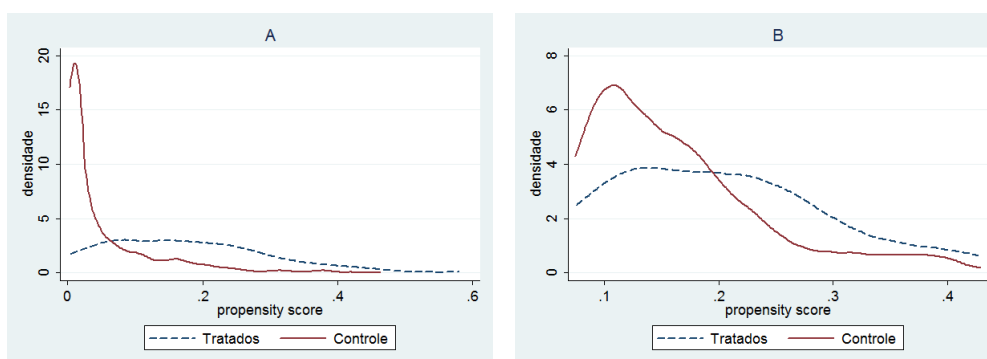 A
densidade
20
15
10
5
0
0 .2 .4 .6
propensity score
Tratados Controle
B
densidade
8
6
4
2
0
.1 .2 .3 .4
propensity score
Tratados Controle